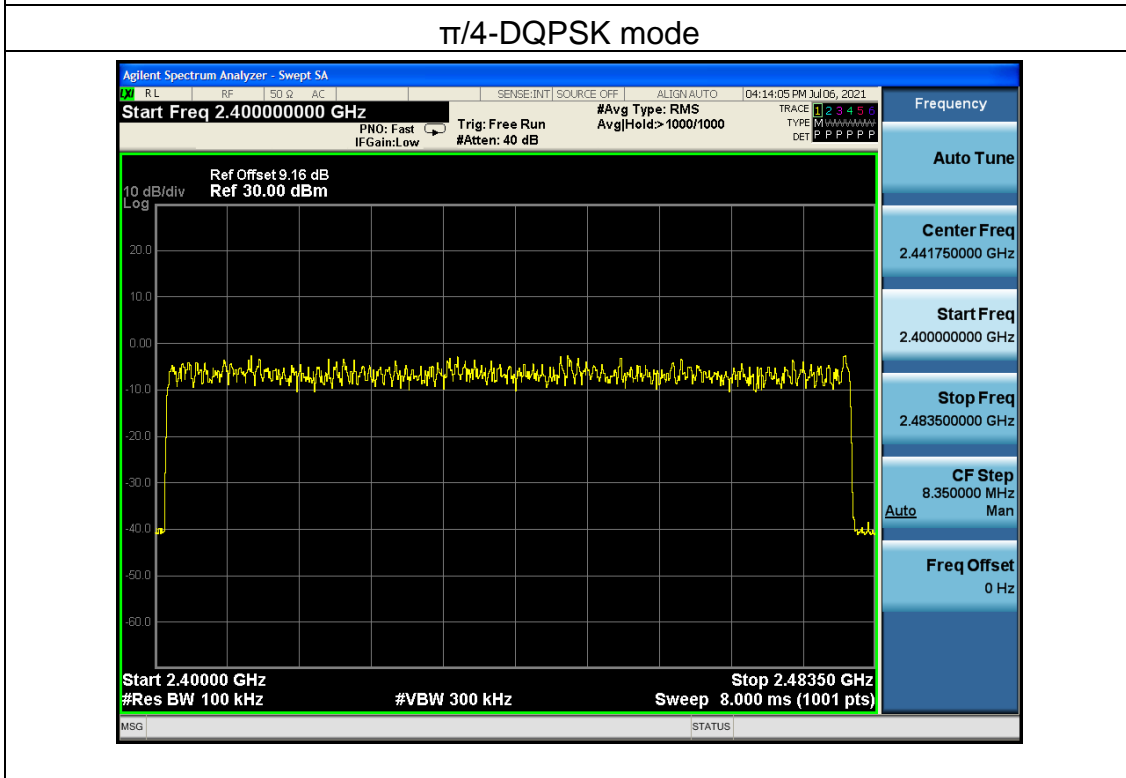 π/4-DQPSK mode
Agilent Spectrum Analyzer - Swept SA
LXI RL RF 50 Ω AC SENSE:INT SOURCE OFF ALIGN AUTO 04:14:05 PM Jul 06, 2021
Start Freq 2.400000000 GHz
PNO: Fast
IFGain:Low
Trig: Free Run
#Atten: 40 dB
#Avg Type: RMS
Avg|Hold:>1000/1000
TRACE 1 2 3 4 5 6
TYPE M
DET P P P P P P
Ref Offset 9.16 dB
10 dB/div Ref 30.00 dBm
Log
20.0
10.0
0.00
-10.0
-20.0
-30.0
-40.0
-50.0
-60.0
Start 2.40000 GHz Stop 2.48350 GHz
#Res BW 100 kHz #VBW 300 kHz Sweep 8.000 ms (1001 pts)
MSG STATUS
Frequency
Auto Tune
Center Freq
2.441750000 GHz
Start Freq
2.400000000 GHz
Stop Freq
2.483500000 GHz
CF Step
8.350000 MHz
Auto Man
Freq Offset
0 Hz